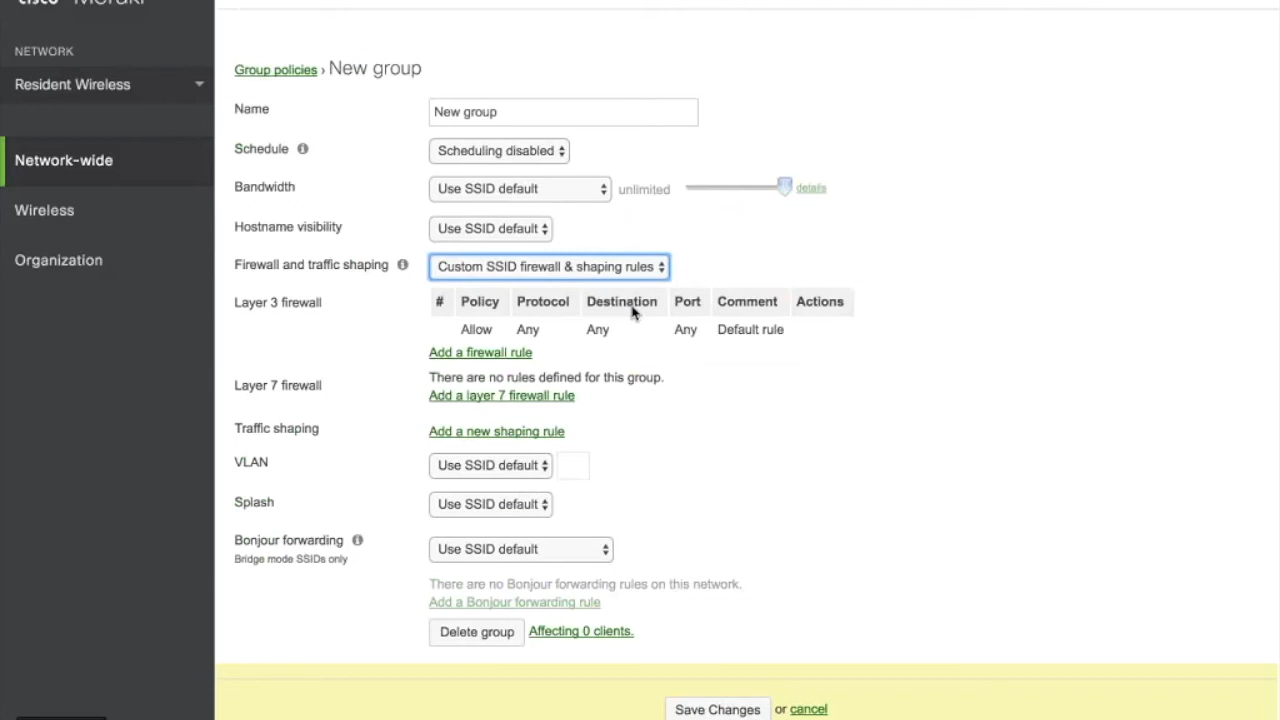 cisco Meraki
NETWORK
Resident Wireless
Network-wide
Wireless
Organization
Group policies › New group
Name New group
Schedule Scheduling disabled
Bandwidth Use SSID default unlimited details
Hostname visibility Use SSID default
Firewall and traffic shaping Custom SSID firewall & shaping rules
Layer 3 firewall # Policy Protocol Destination Port Comment Actions
Allow Any Any Any Default rule
Add a firewall rule
Layer 7 firewall There are no rules defined for this group.
Add a layer 7 firewall rule
Traffic shaping Add a new shaping rule
VLAN Use SSID default
Splash Use SSID default
Bonjour forwarding Use SSID default
Bridge mode SSIDs only
There are no Bonjour forwarding rules on this network.
Add a Bonjour forwarding rule
Delete group Affecting 0 clients.
Save Changes or cancel